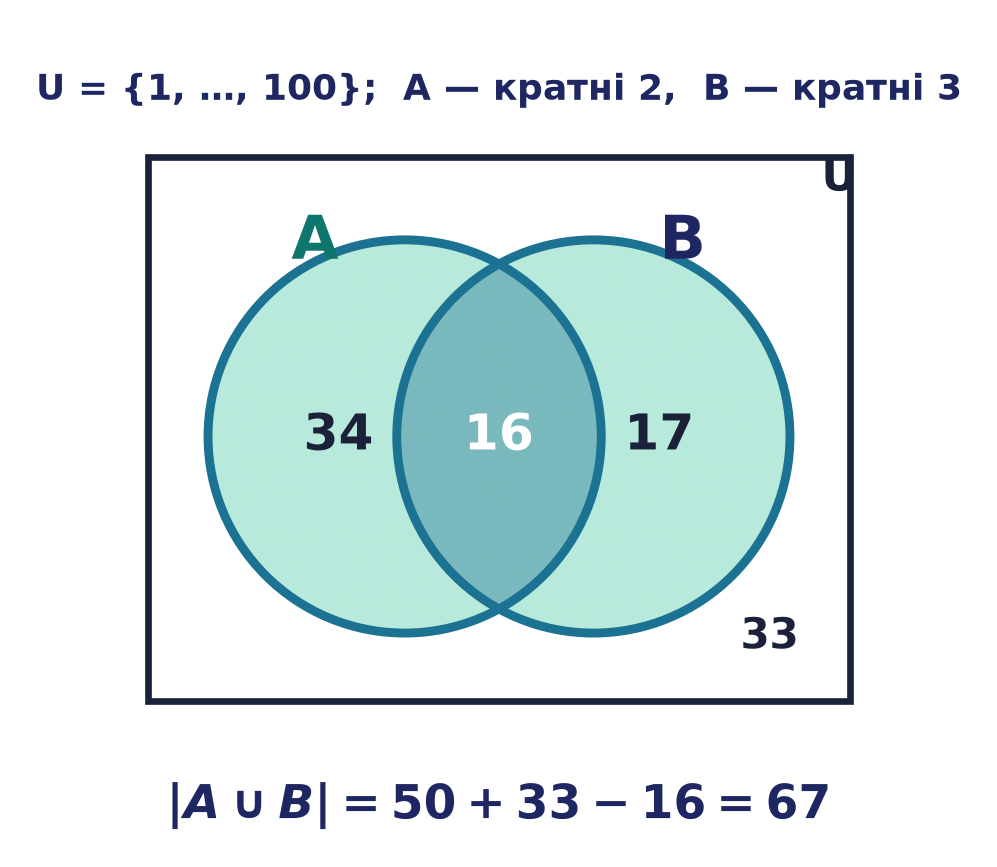 U = {1, …, 100};  A — кратні 2,  B — кратні 3
U
A B
34 16 17
33
|A ∪ B| = 50 + 33 − 16 = 67